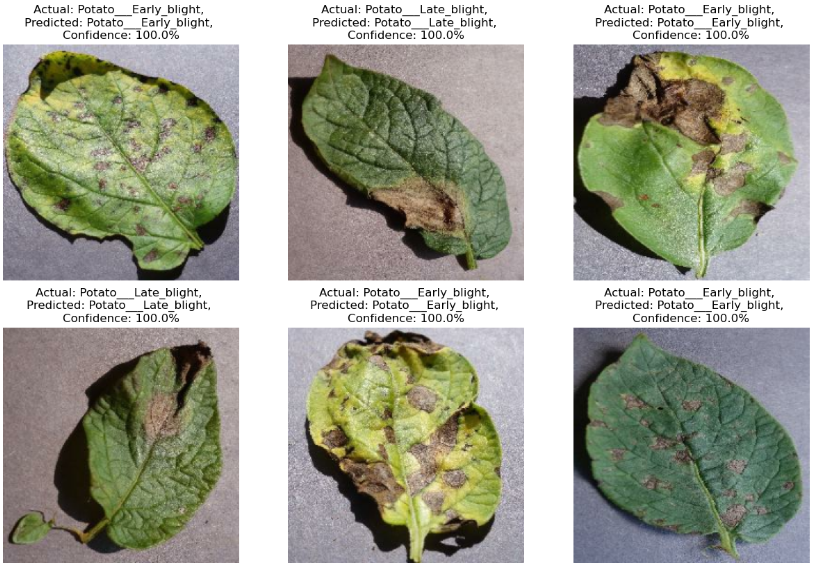 Actual: Potato___Early_blight,
Predicted: Potato___Early_blight,
Confidence: 100.0%
Actual: Potato___Late_blight,
Predicted: Potato___Late_blight,
Confidence: 100.0%
Actual: Potato___Early_blight,
Predicted: Potato___Early_blight,
Confidence: 100.0%
Actual: Potato___Late_blight,
Predicted: Potato___Late_blight,
Confidence: 100.0%
Actual: Potato___Early_blight,
Predicted: Potato___Early_blight,
Confidence: 100.0%
Actual: Potato___Early_blight,
Predicted: Potato___Early_blight,
Confidence: 100.0%